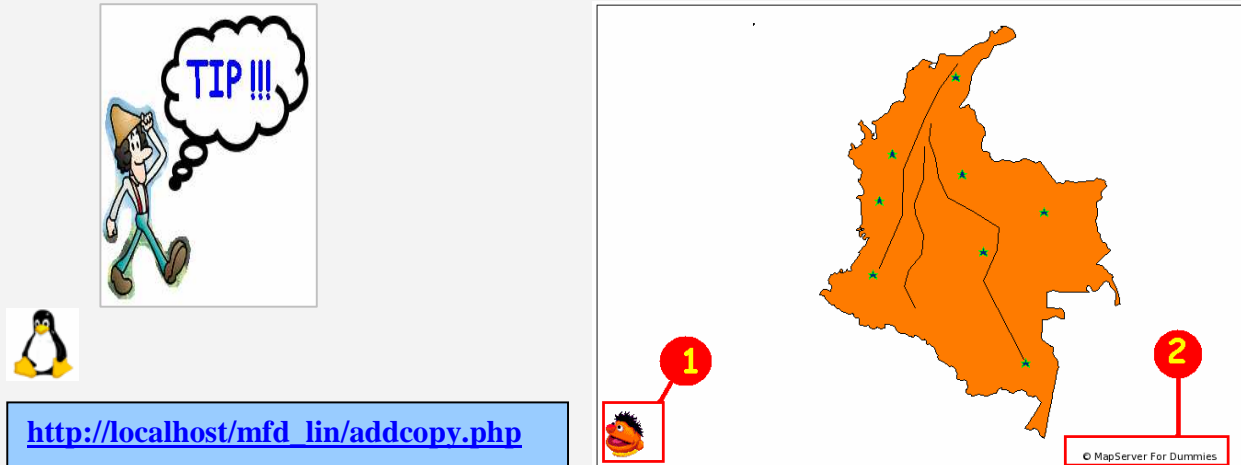 TIP !!!
http://localhost/mfd_lin/addcopy.php
1
2
© MapServer For Dummies